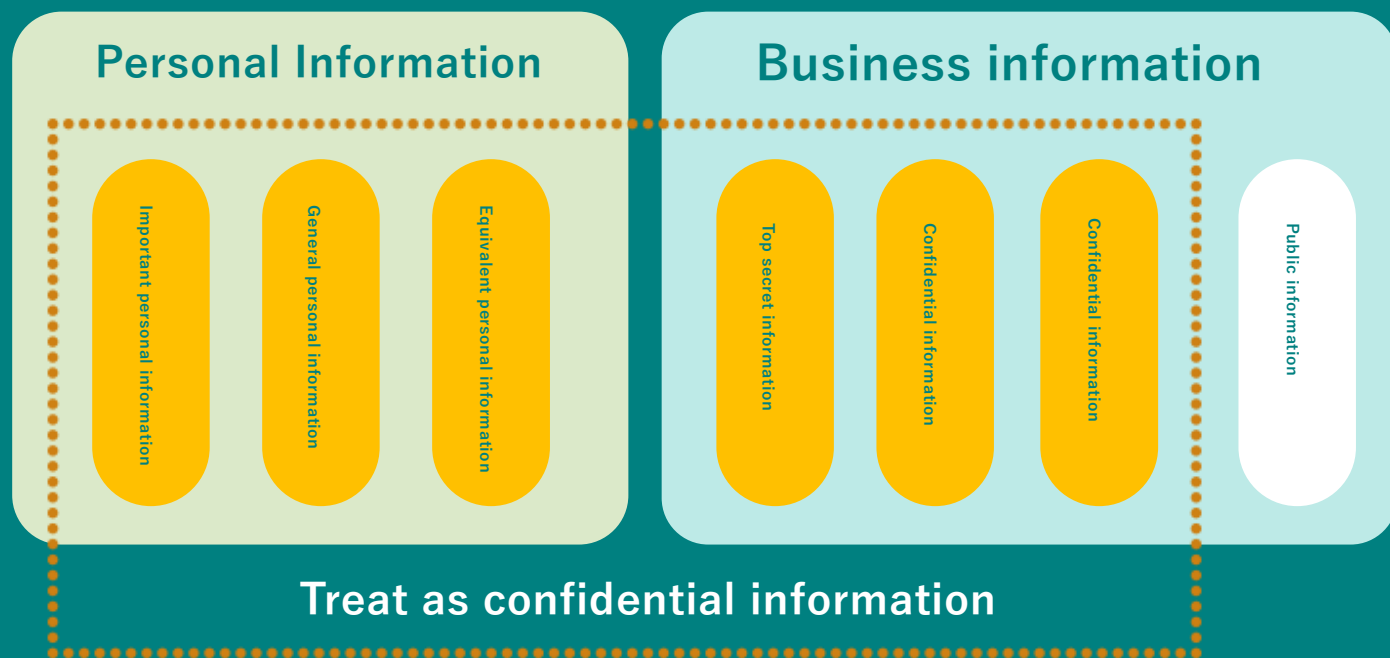 Personal Information
Business information
Important personal information
General personal information
Equivalent personal information
Top secret information
Confidential information
Confidential information
Public information
Treat as confidential information